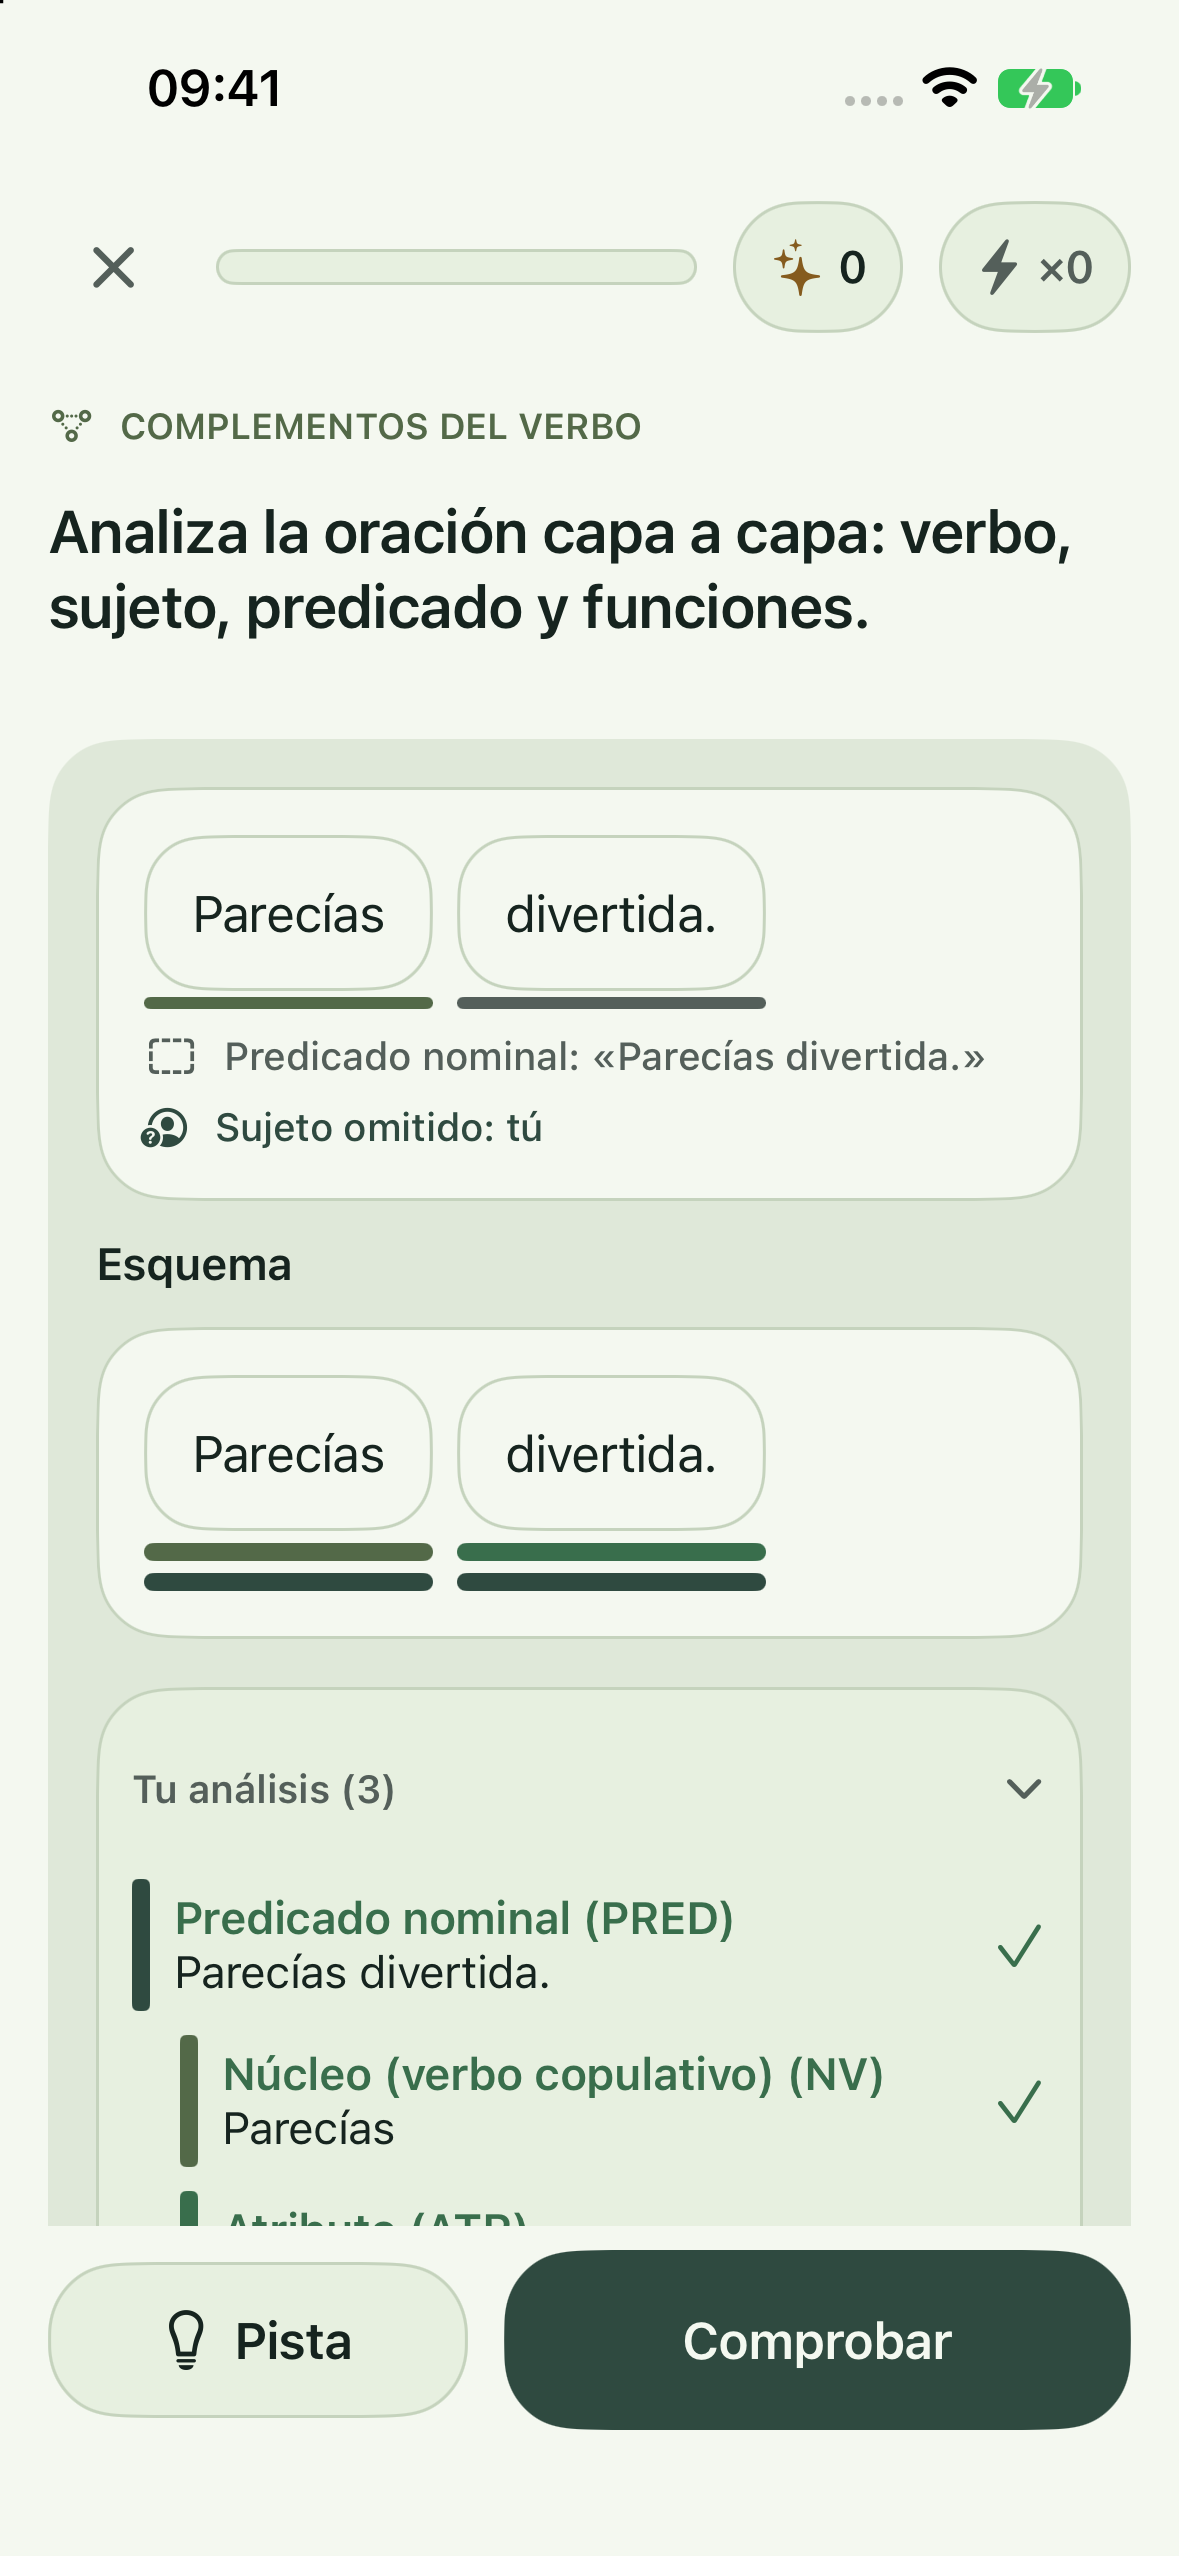 09:41
0
×0
COMPLEMENTOS DEL VERBO
Analiza la oración capa a capa: verbo,
sujeto, predicado y funciones.
Parecías divertida.
Predicado nominal: «Parecías divertida.»
Sujeto omitido: tú
Esquema
Parecías divertida.
Tu análisis (3)
Predicado nominal (PRED)
Parecías divertida.
Núcleo (verbo copulativo) (NV)
Parecías
Atributo (ATR)
Pista
Comprobar